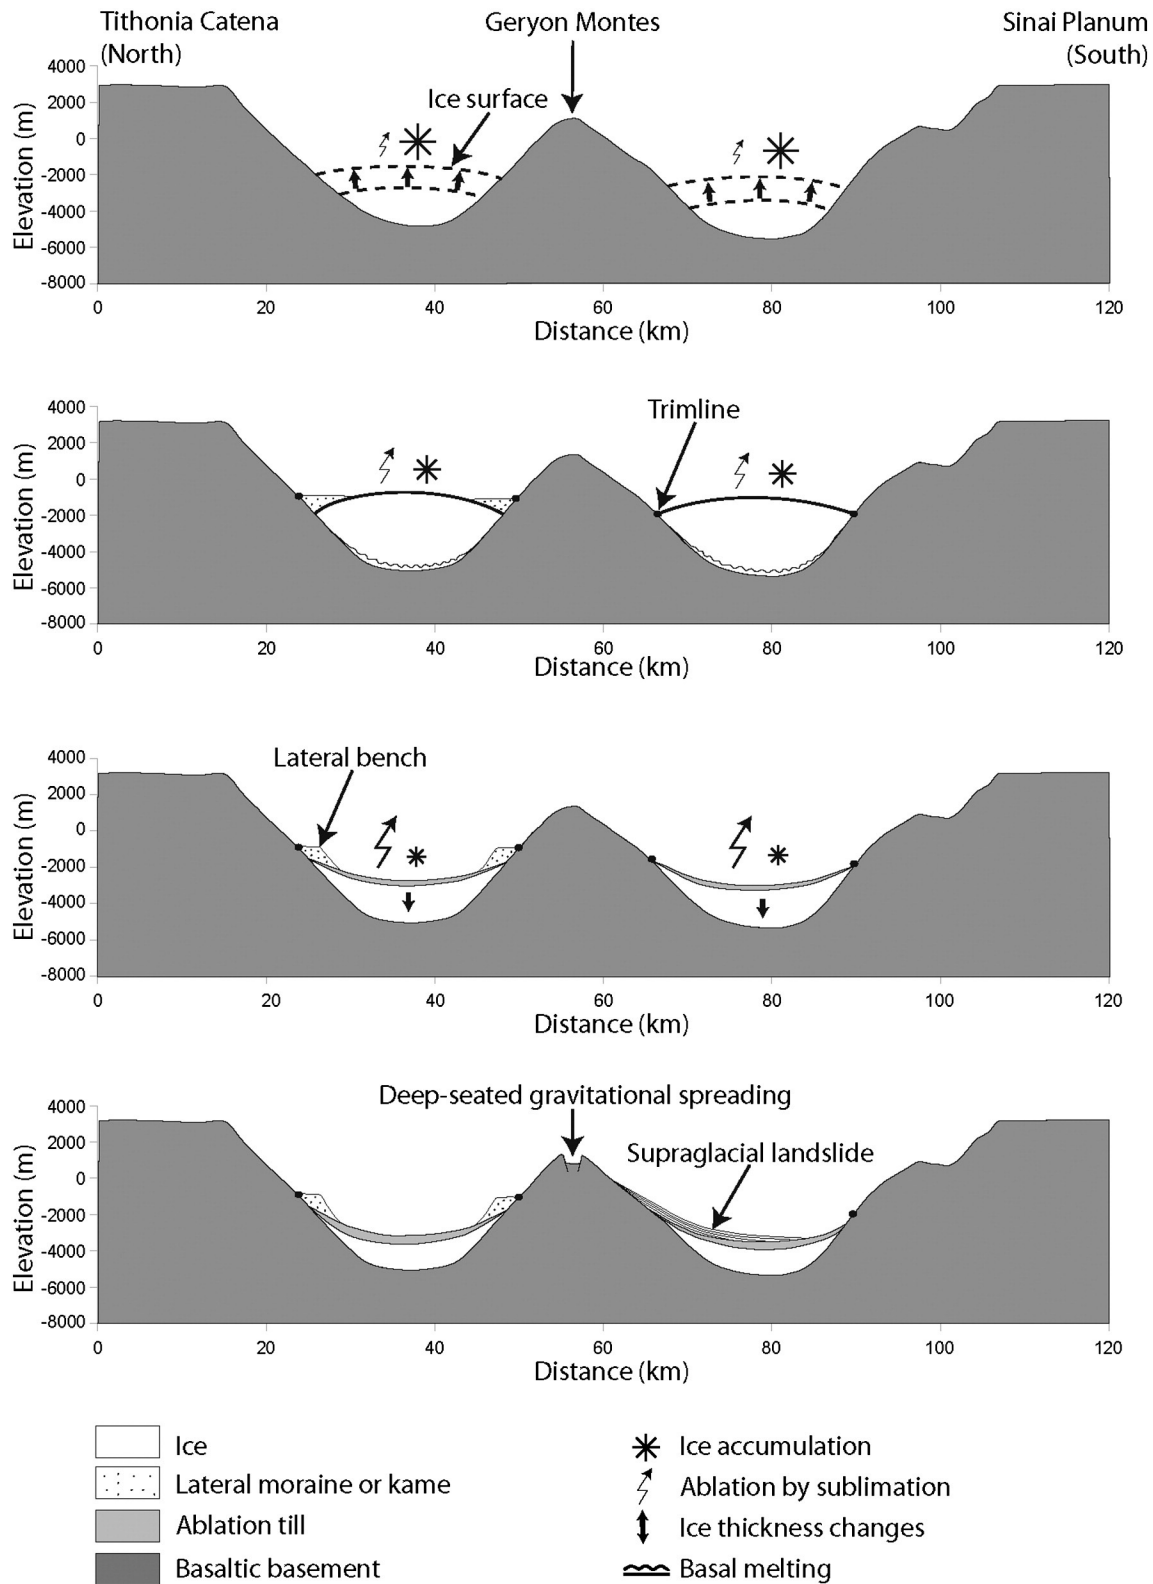 Tithonia Catena
(North)
Geryon Montes
Sinai Planum
(South)
Ice surface
Elevation (m)
4000
2000
0
-2000
-4000
-6000
-8000
0 20 40 60 80 100 120
Distance (km)
Trimline
Elevation (m)
4000
2000
0
-2000
-4000
-6000
-8000
0 20 40 60 80 100 120
Distance (km)
Lateral bench
Elevation (m)
4000
2000
0
-2000
-4000
-6000
-8000
0 20 40 60 80 100 120
Distance (km)
Deep-seated gravitational spreading
Supraglacial landslide
Elevation (m)
4000
2000
0
-2000
-4000
-6000
-8000
0 20 40 60 80 100 120
Distance (km)
Ice
Lateral moraine or kame
Ablation till
Basaltic basement
Ice accumulation
Ablation by sublimation
Ice thickness changes
Basal melting